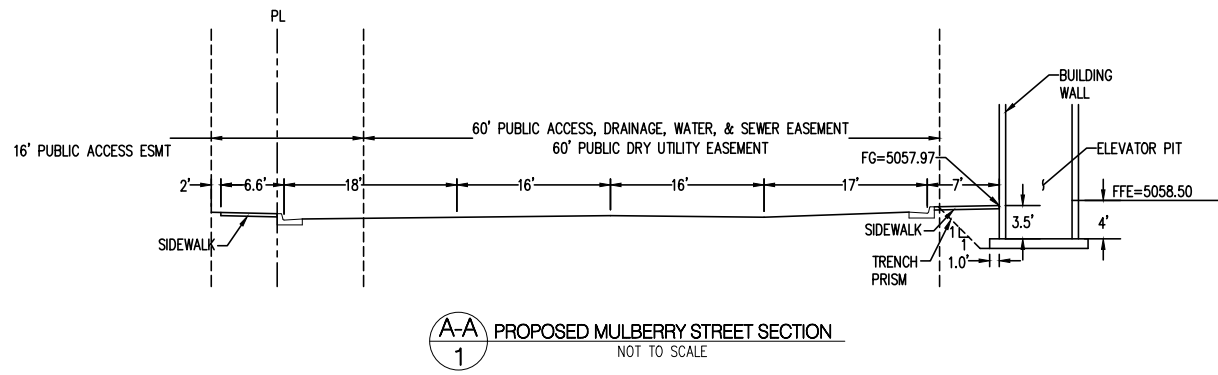 PL
BUILDING
WALL
60' PUBLIC ACCESS, DRAINAGE, WATER, & SEWER EASEMENT
16' PUBLIC ACCESS ESMT
60' PUBLIC DRY UTILITY EASEMENT
FG=5057.97
ELEVATOR PIT
2'
6.6'
18'
16'
16'
17'
7'
FFE=5058.50
SIDEWALK
SIDEWALK
3.5'
4'
1
1
TRENCH
PRISM
1.0'
A-A
1
PROPOSED MULBERRY STREET SECTION
NOT TO SCALE